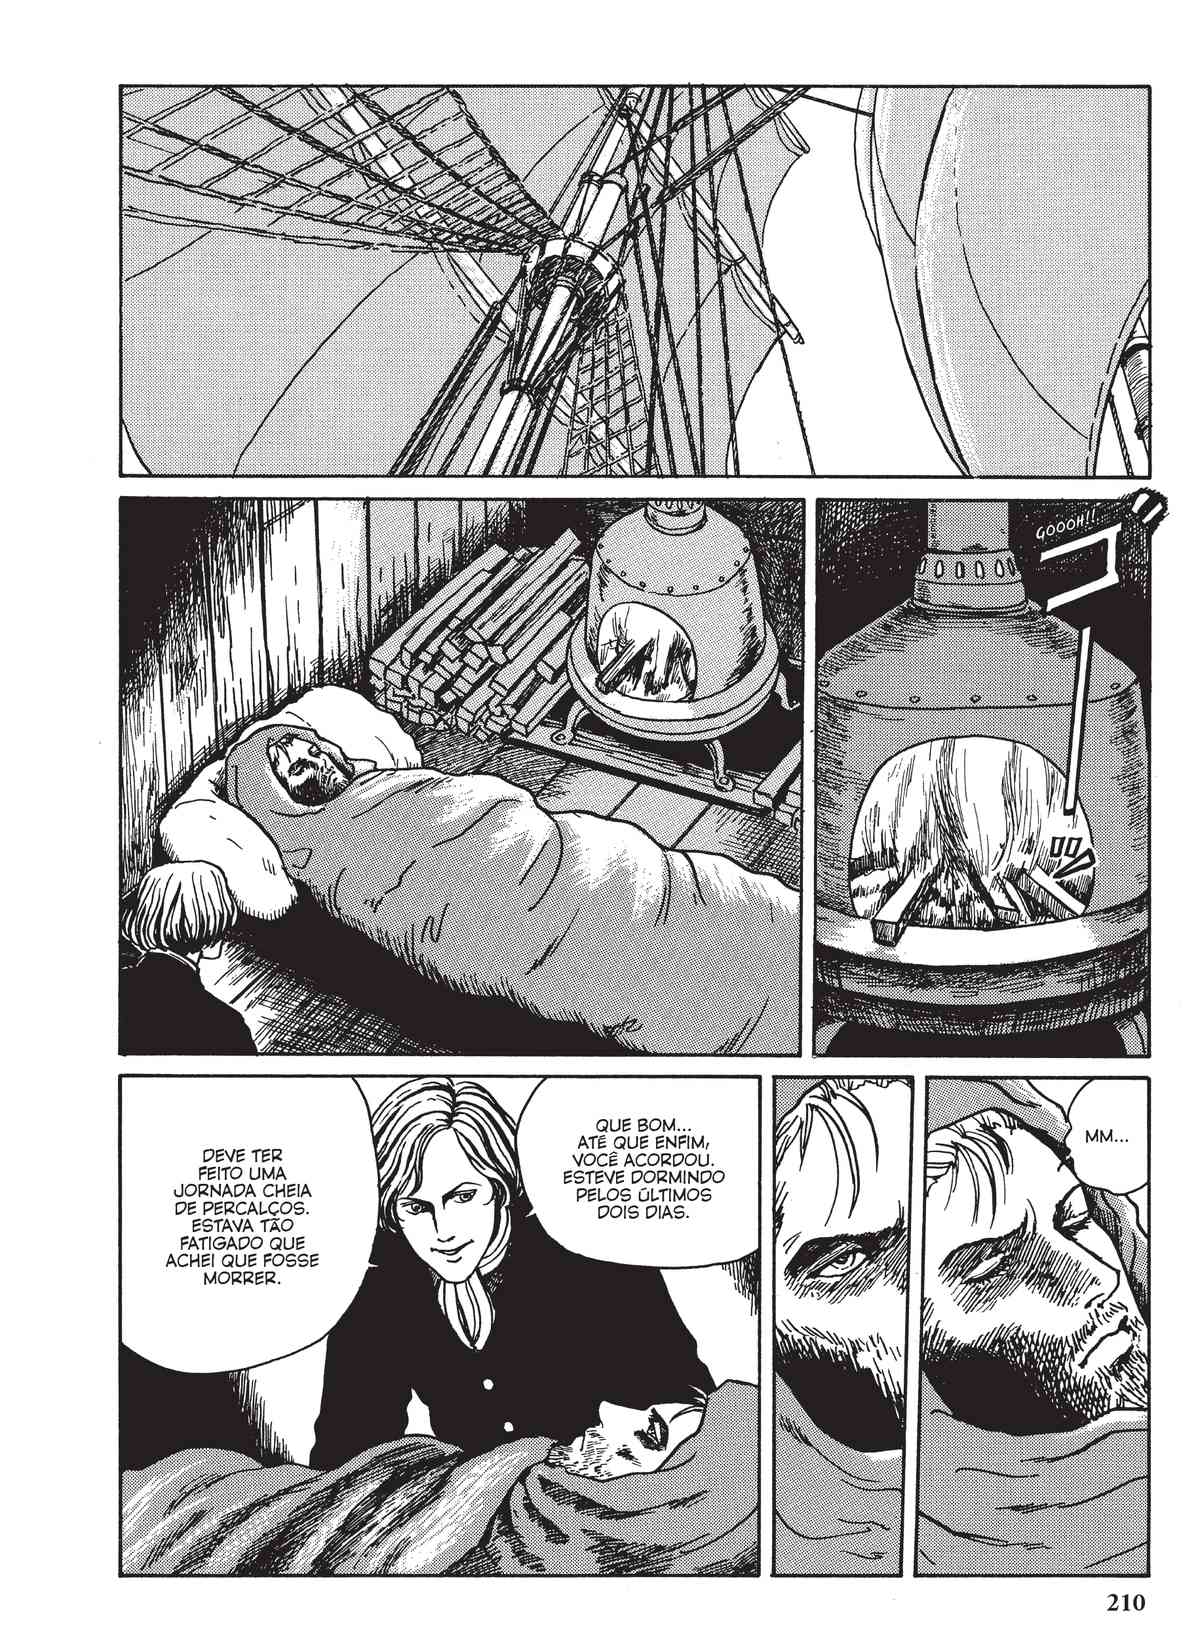 GOOOH!!
ゴ
MM...
QUE BOM...
ATÉ QUE ENFIM,
VOCÊ ACORDOU.
ESTEVE DORMINDO
PELOS ÚLTIMOS
DOIS DIAS.
DEVE TER
FEITO UMA
JORNADA CHEIA
DE PERCALÇOS.
ESTAVA TÃO
FATIGADO QUE
ACHEI QUE FOSSE
MORRER.
210